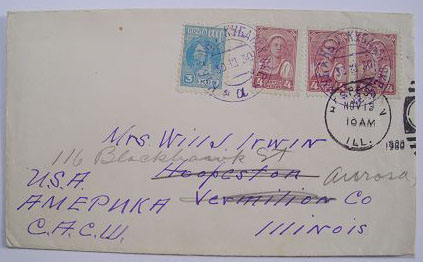 3
4
4
4
NOV 13
10 AM
ILL.
Mrs. Will J. Irwin
116 Blackhawk St
Hoopeston Aurora
U.S.A.
АМЕРИКА Vermilion Co
С.А.С.Ш. Illinois